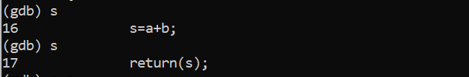 (gdb) s
16 s=a+b;
(gdb) s
17 return(s);